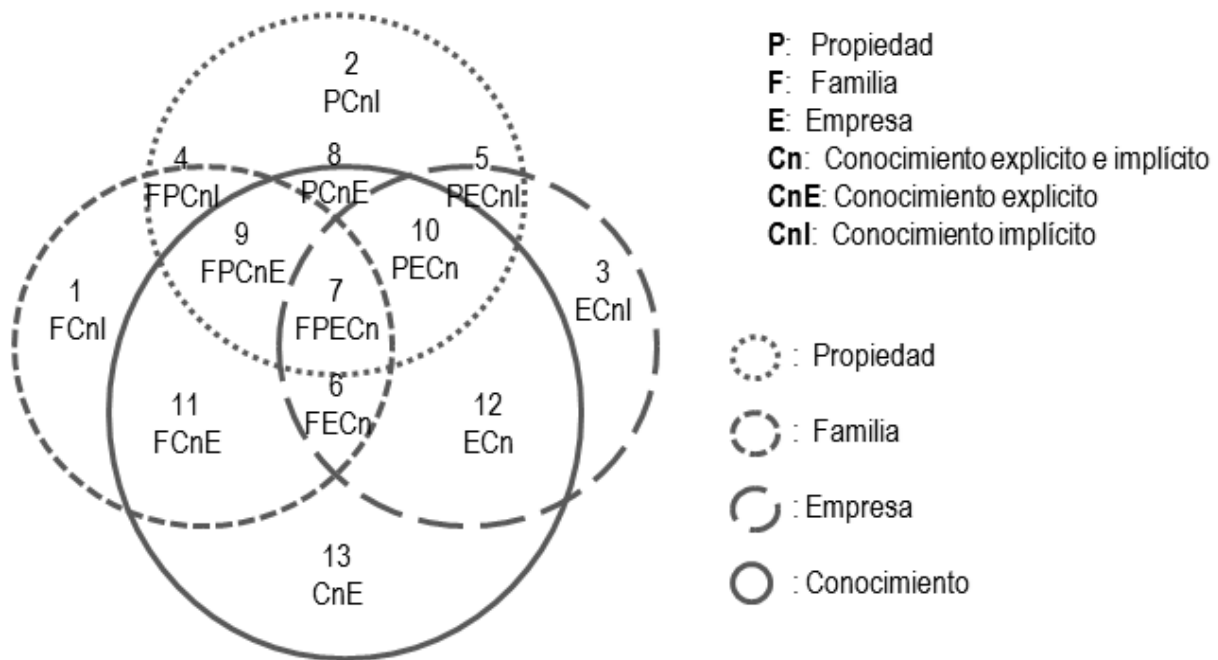 2
PCnI
4
FPCnI
8
PCnE
5
PECnI
9
FPCnE
10
PECn
1
FCnI
7
FPECn
3
ECnI
6
FECn
11
FCnE
12
ECn
13
CnE
P: Propiedad
F: Familia
E: Empresa
Cn: Conocimiento explicito e implícito
CnE: Conocimiento explicito
CnI: Conocimiento implícito
: Propiedad
: Familia
: Empresa
: Conocimiento